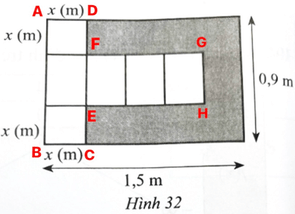 A x (m) D
x (m)
F G
0,9 m
E H
x (m)
B x (m) C
1,5 m
Hình 32